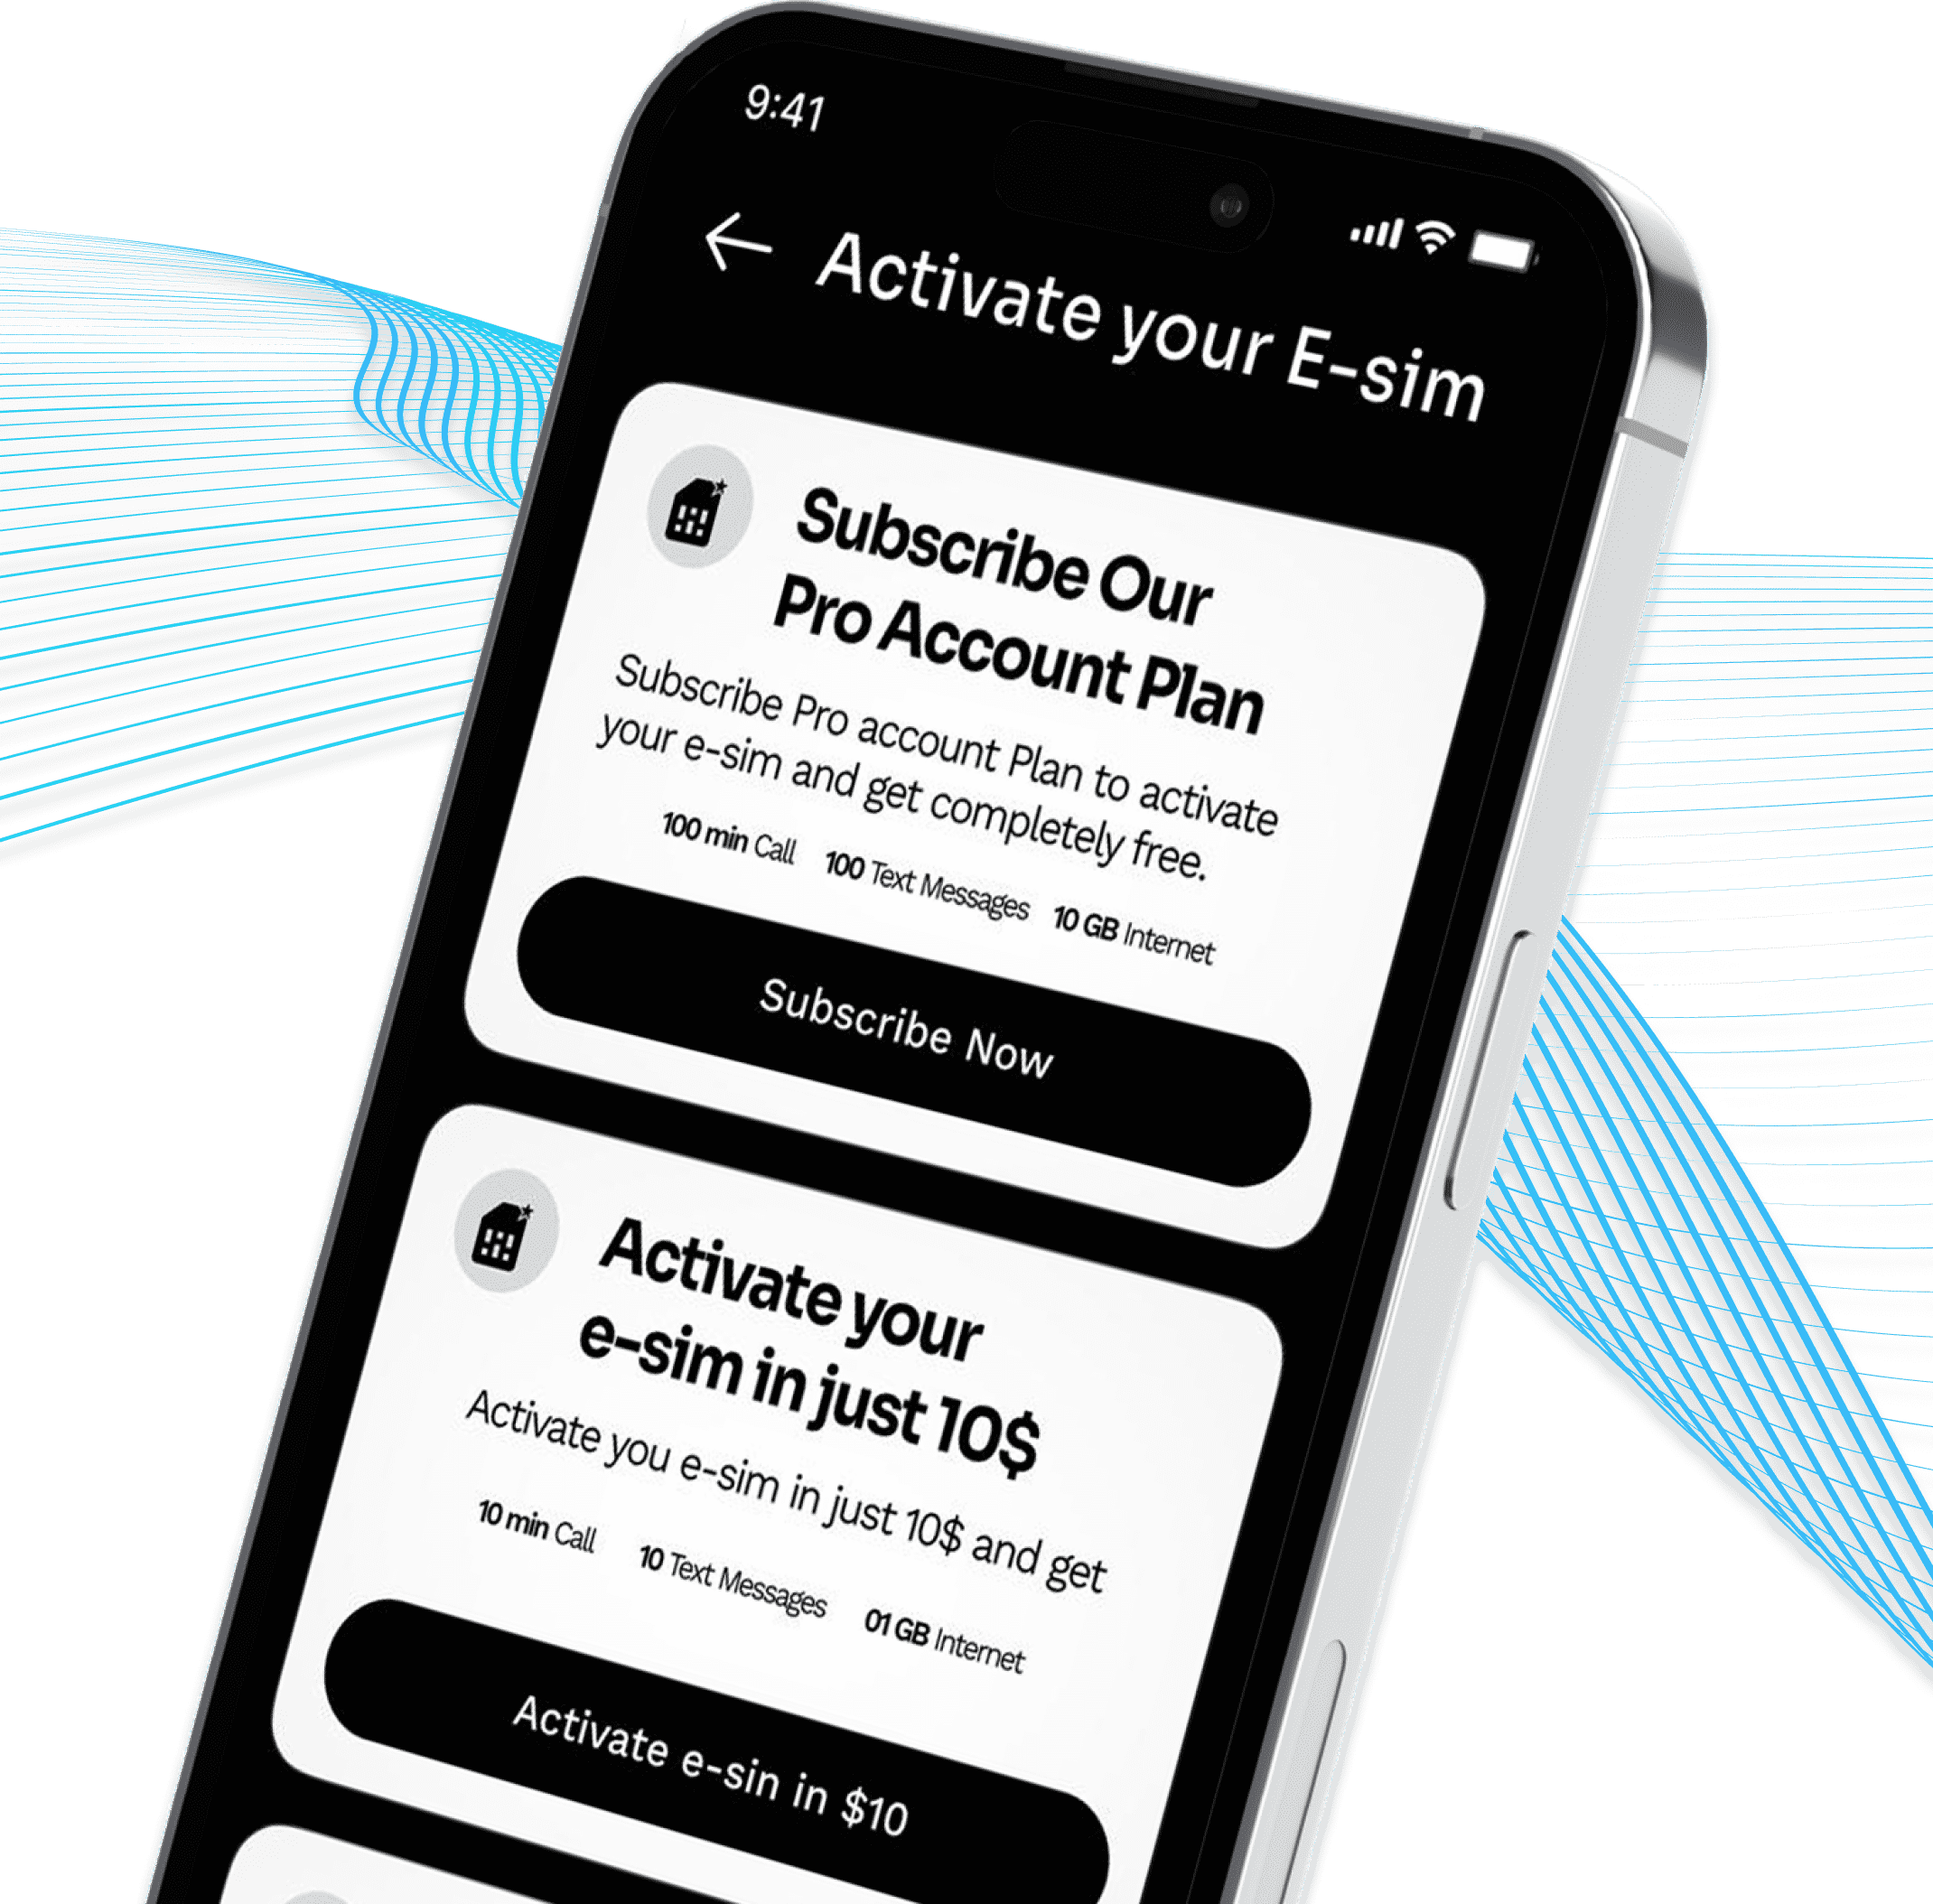 9:41
Activate your E-sim
Subscribe Our
Pro Account Plan
Subscribe Pro account Plan to activate
your e-sim and get completely free.
100 min Call 100 Text Messages 10 GB Internet
Subscribe Now
Activate your
e-sim in just 10$
Activate you e-sim in just 10$ and get
10 min Call 10 Text Messages 01 GB Internet
Activate e-sin in $10